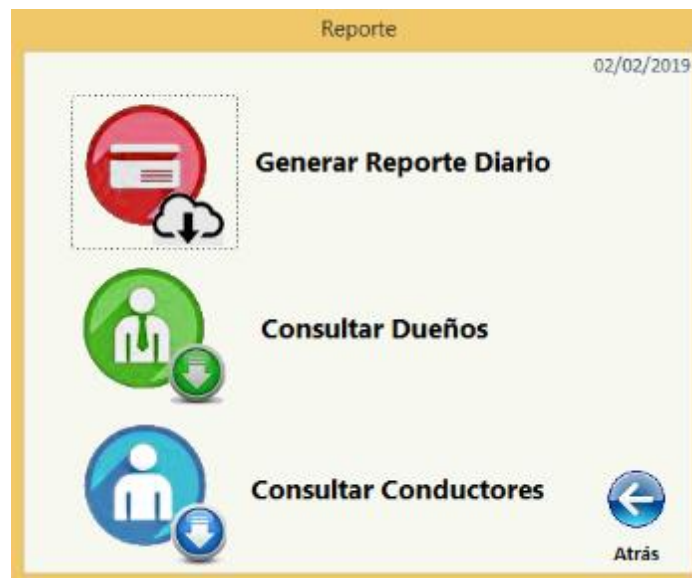 Reporte
02/02/2019
Generar Reporte Diario
Consultar Dueños
Consultar Conductores
Atrás